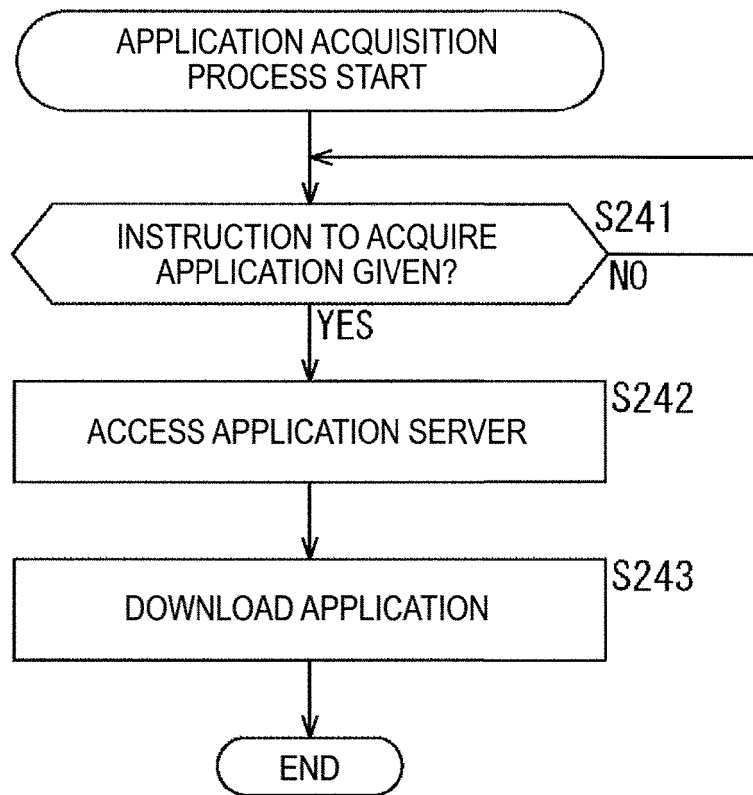 APPLICATION ACQUISITION
PROCESS START
INSTRUCTION TO ACQUIRE
APPLICATION GIVEN?
S241
NO
YES
ACCESS APPLICATION SERVER
S242
DOWNLOAD APPLICATION
S243
END